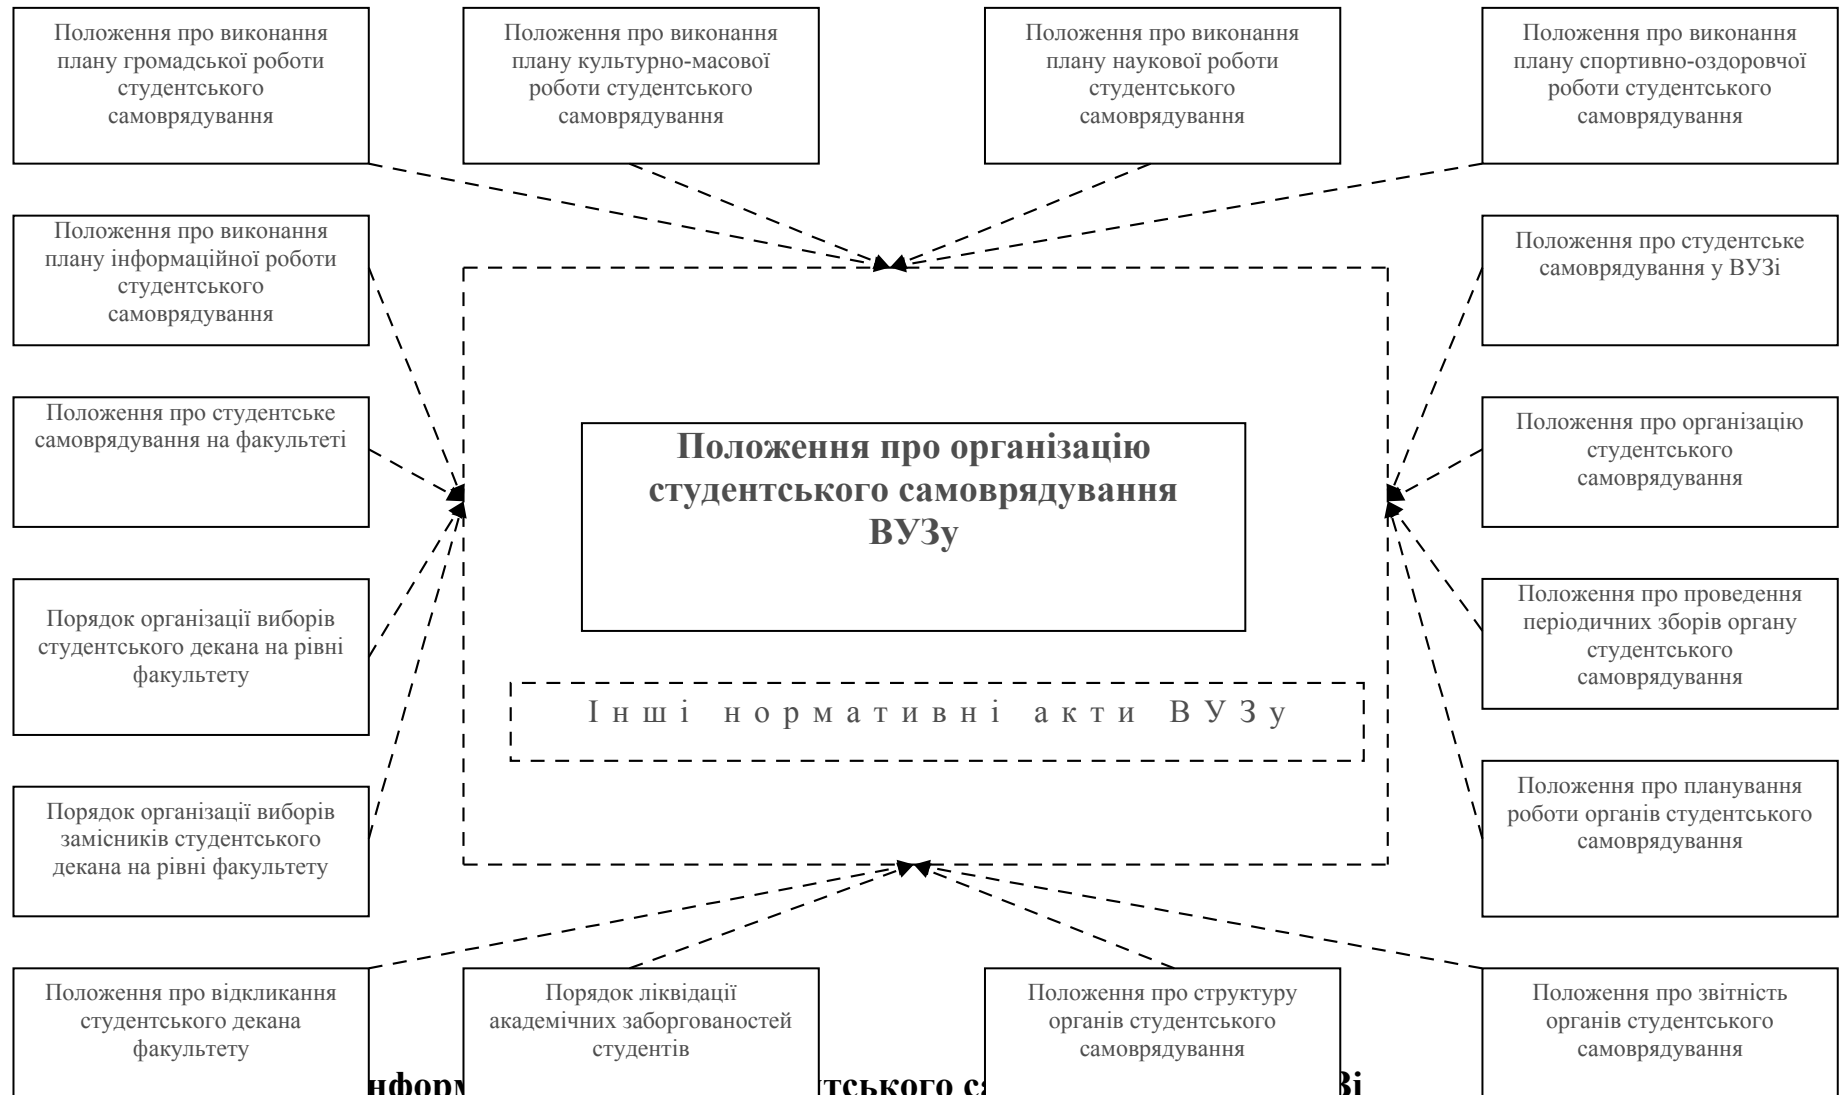 Положення про виконання
плану громадської роботи
студентського
самоврядування
Положення про виконання
плану культурно-масової
роботи студентського
самоврядування
Положення про виконання
плану наукової роботи
студентського
самоврядування
Положення про виконання
плану спортивно-оздоровчої
роботи студентського
самоврядування
Положення про виконання
плану інформаційної роботи
студентського
самоврядування
Положення про студентське
самоврядування у ВУЗі
Положення про студентське
самоврядування на факультеті
Положення про організацію
студентського самоврядування
ВУЗу
Положення про організацію
студентського
самоврядування
Порядок організації виборів
студентського декана на рівні
факультету
Положення про проведення
періодичних зборів органу
студентського
самоврядування
Інші нормативні акти ВУЗу
Порядок організації виборів
замісників студентського
декана на рівні факультету
Положення про планування
роботи органів студентського
самоврядування
Положення про відкликання
студентського декана
факультету
Порядок ліквідації
академічних заборгованостей
студентів
Положення про структуру
органів студентського
самоврядування
Положення про звітність
органів студентського
самоврядування